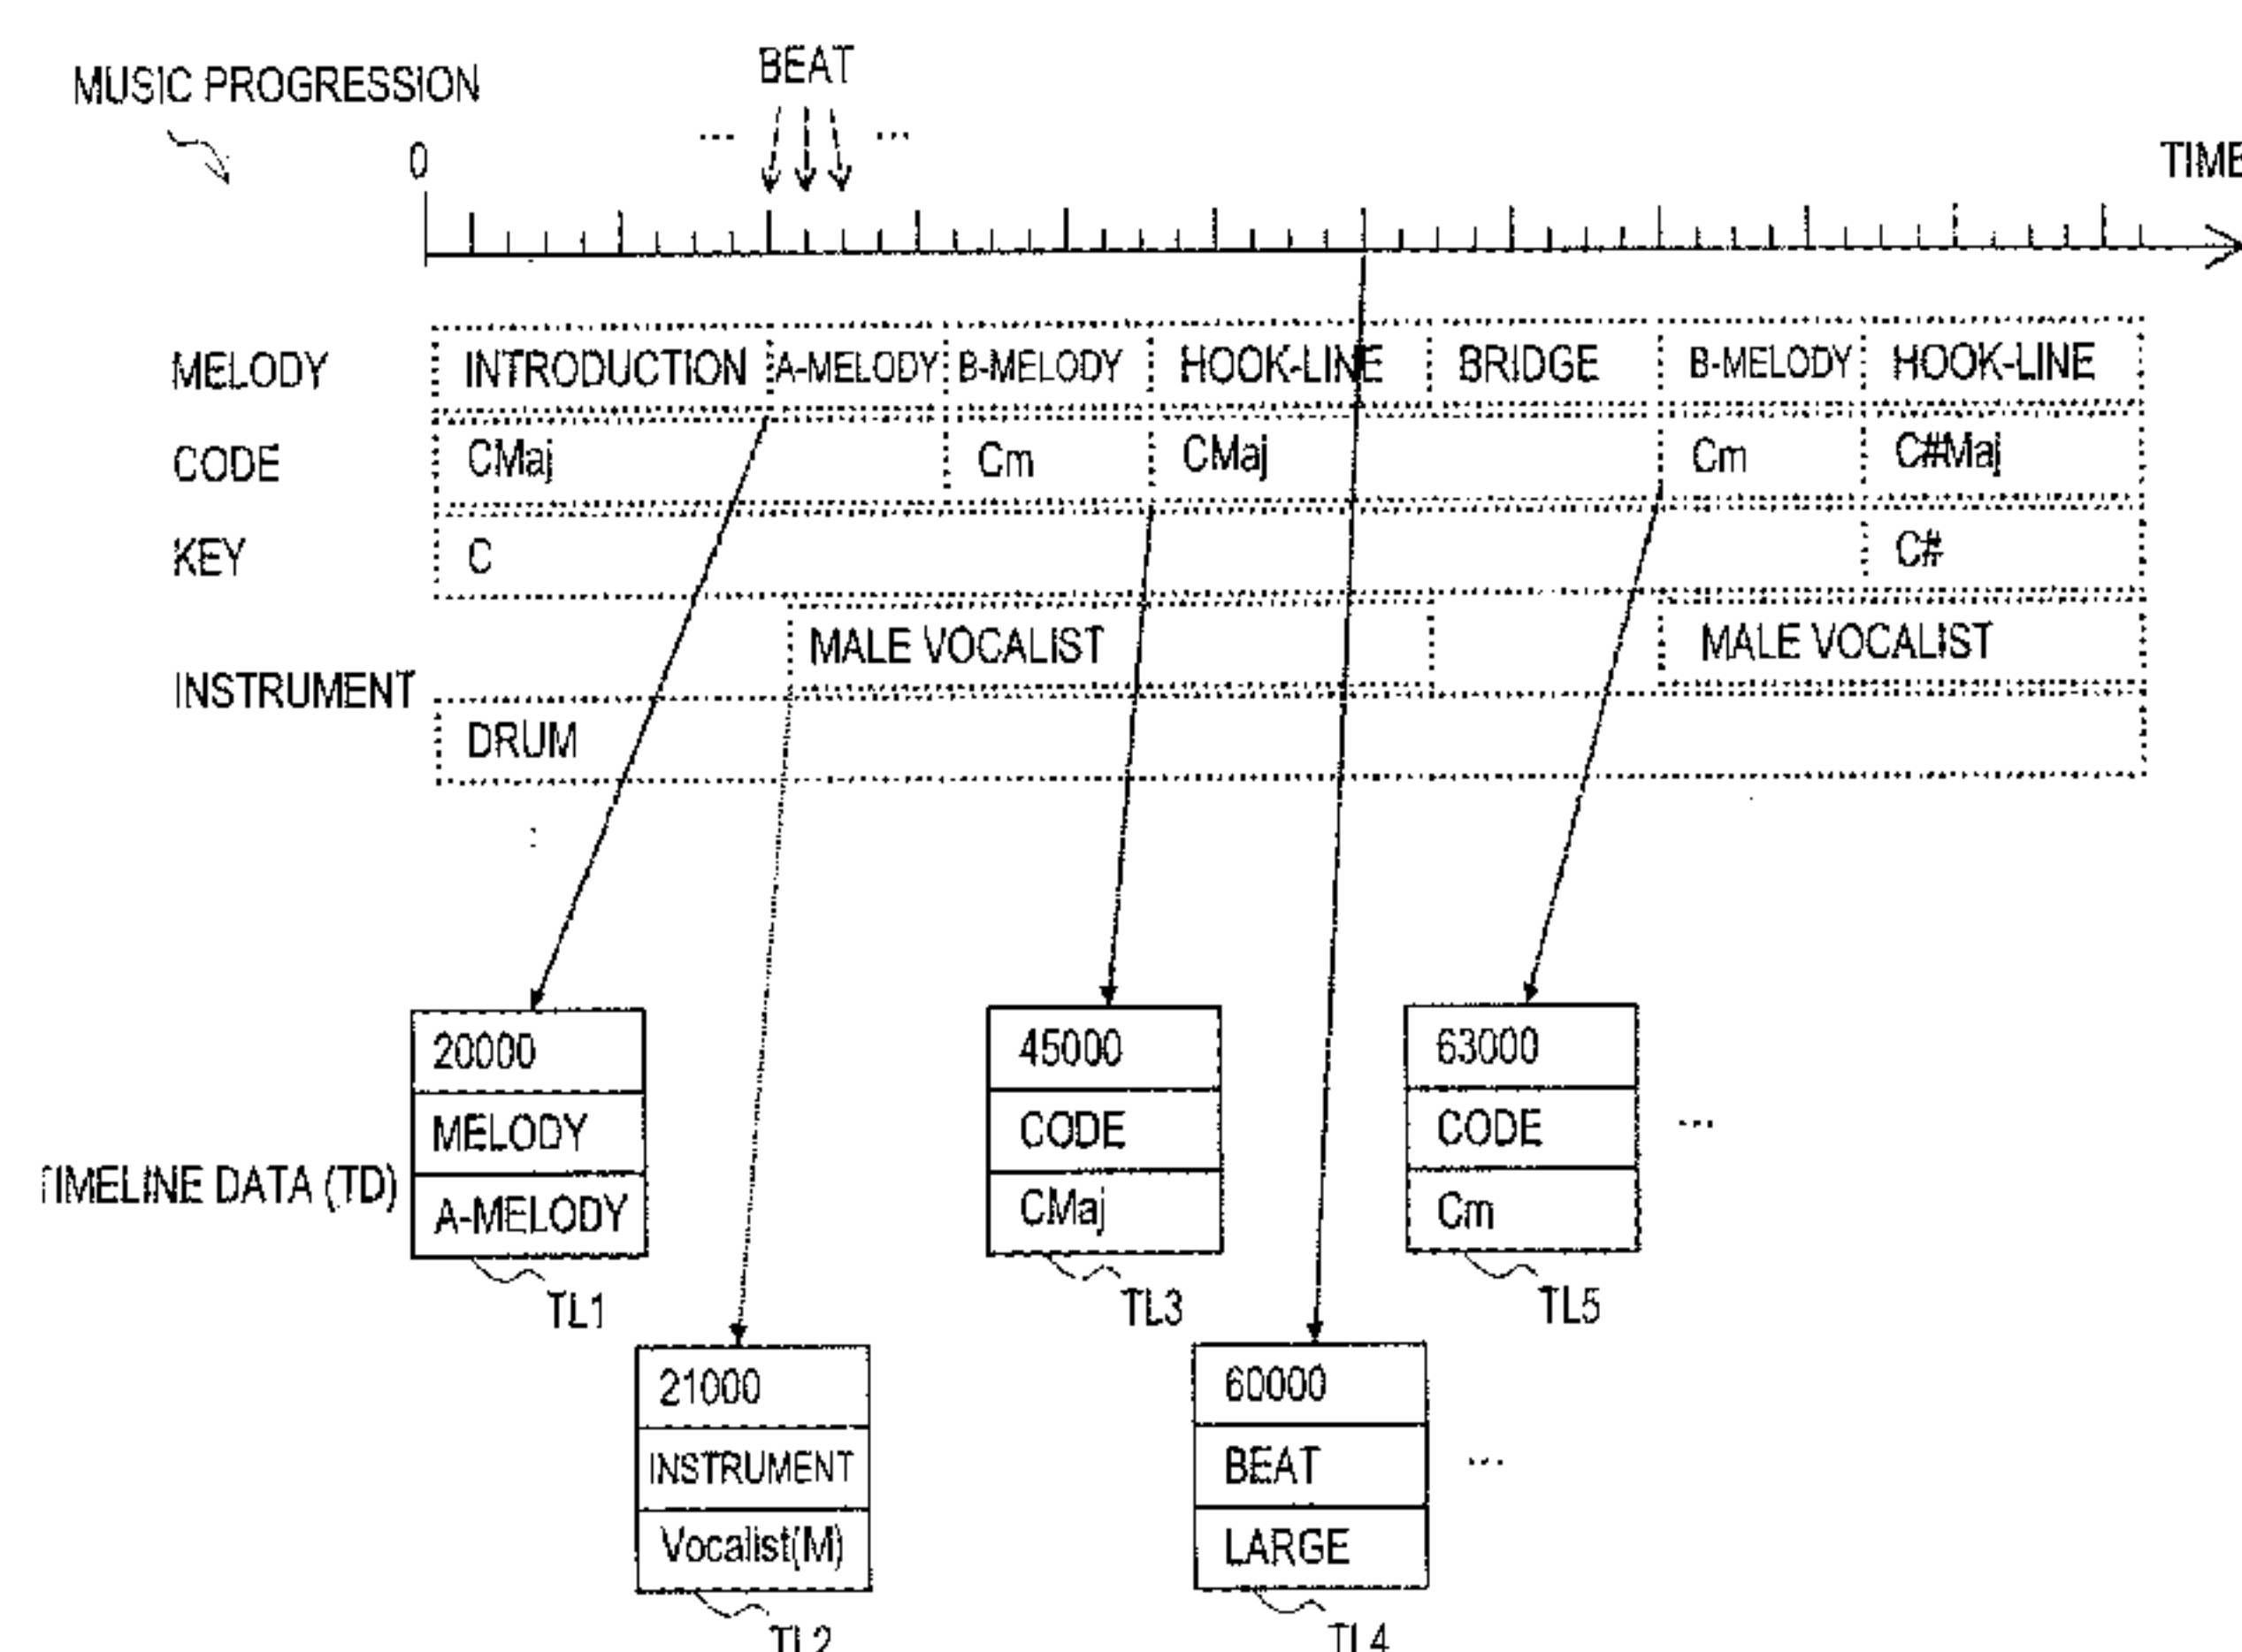 BEAT
MUSIC PROGRESSION
... ...
0
TIME
MELODY INTRODUCTION A-MELODY B-MELODY HOOK-LINE BRIDGE B-MELODY HOOK-LINE
CODE CMaj Cm CMaj Cm C#Maj
KEY C C#
MALE VOCALIST MALE VOCALIST
INSTRUMENT
DRUM
20000 45000 63000
MELODY CODE CODE ...
TIMELINE DATA (TD) A-MELODY CMaj Cm
TL1 TL3 TL5
21000 60000
INSTRUMENT BEAT ...
Vocalist(M) LARGE
TL2 TL4